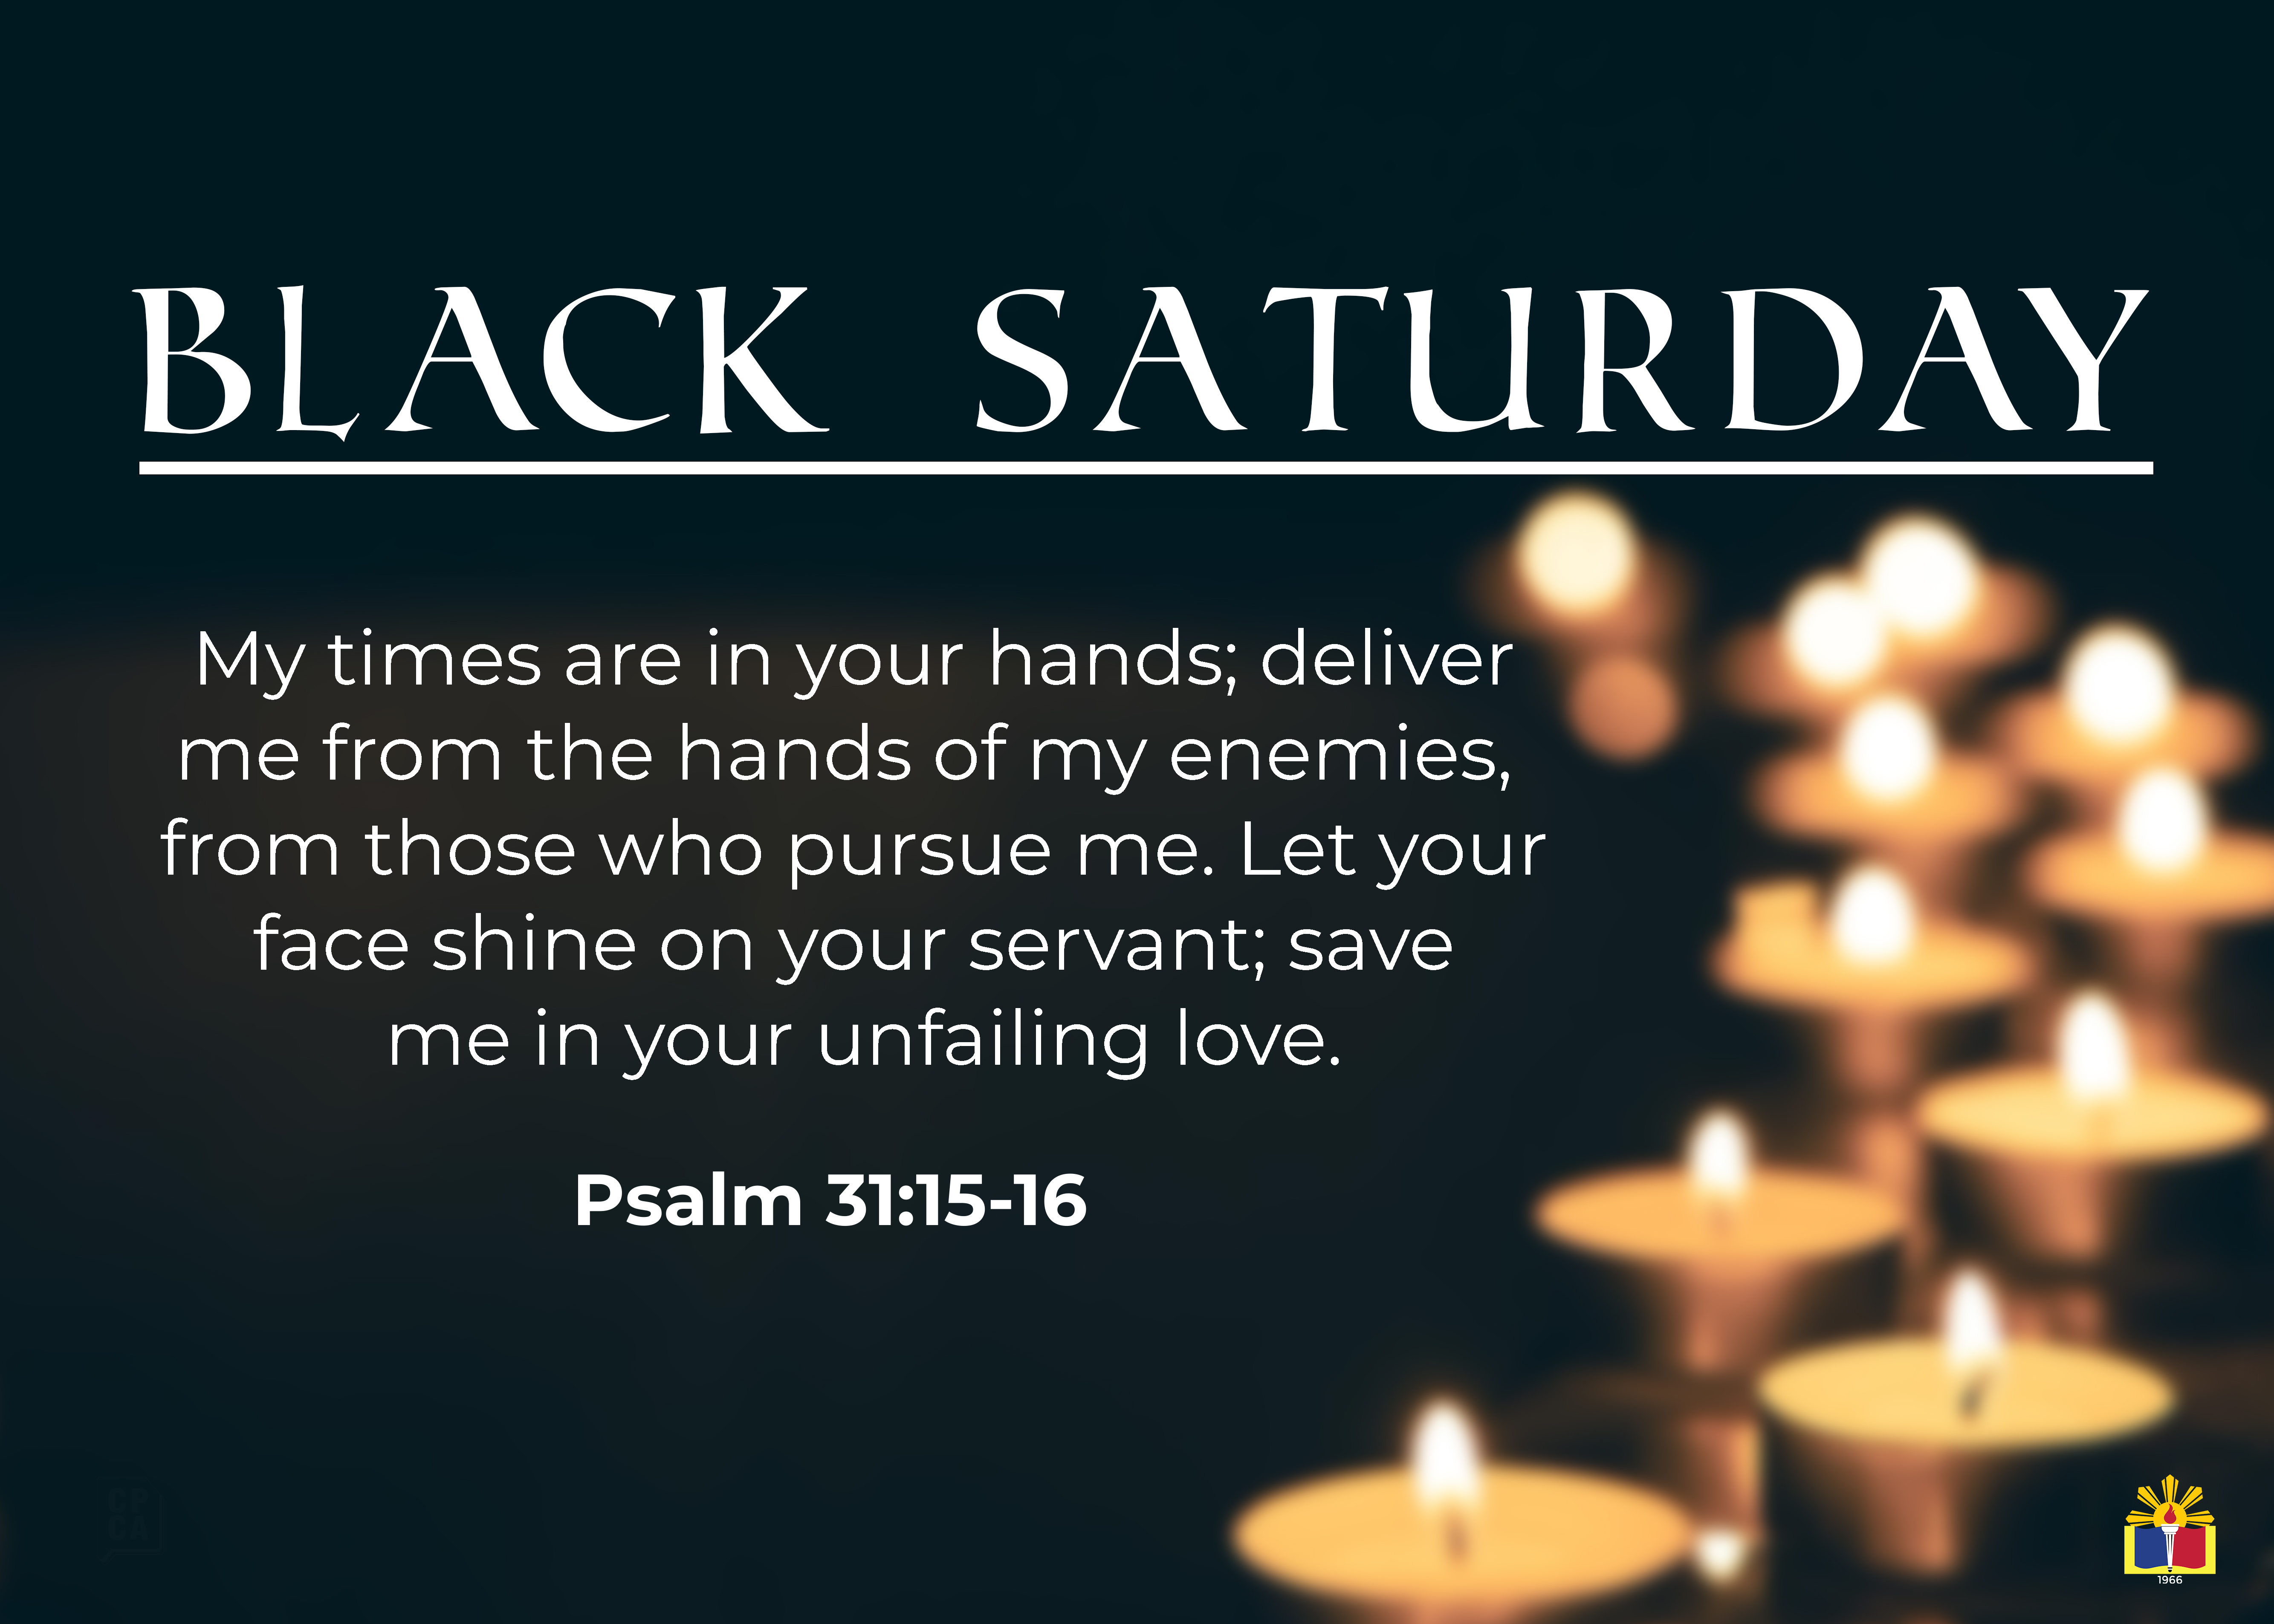 BLACK SATURDAY
My times are in your hands; deliver
me from the hands of my enemies,
from those who pursue me. Let your
face shine on your servant; save
me in your unfailing love.
Psalm 31:15-16
CP
CA
1966